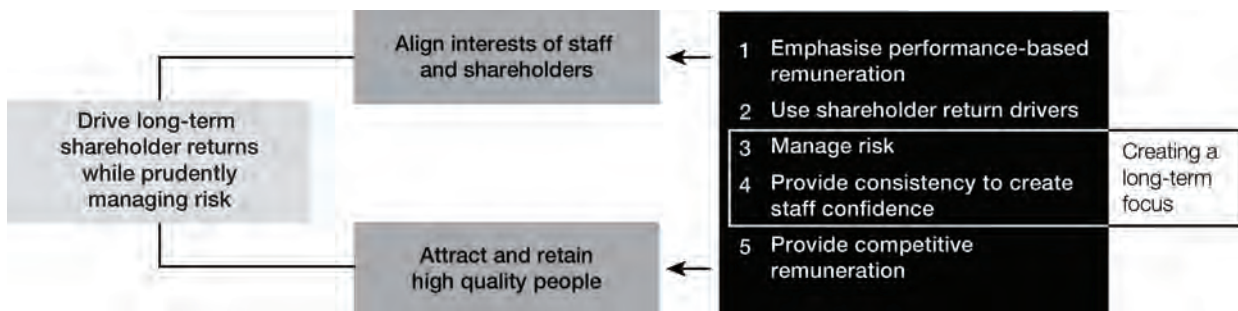 Drive long-term
shareholder returns
while prudently
managing risk
Align interests of staff
and shareholders
Attract and retain
high quality people
1 Emphasise performance-based
remuneration
2 Use shareholder return drivers
3 Manage risk
4 Provide consistency to create
staff confidence
5 Provide competitive
remuneration
Creating a
long-term
focus